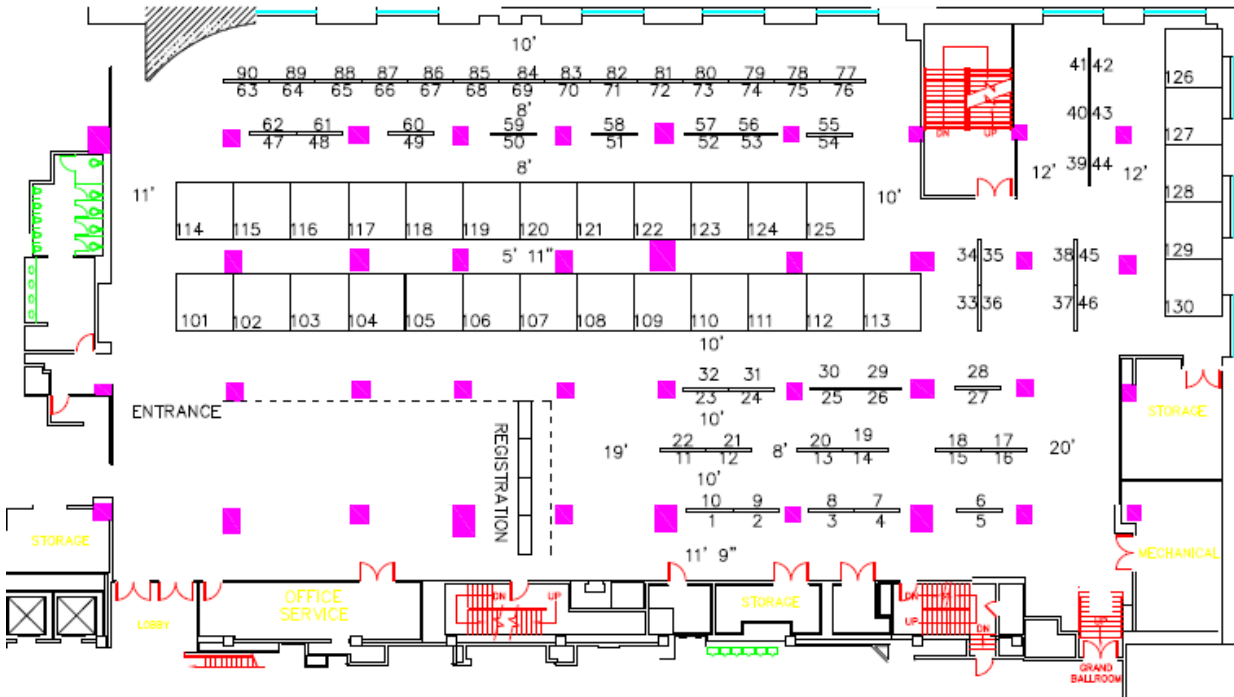 10'
90 89 88 87 86 85 84 83 82 81 80 79 78 77
63 64 65 66 67 68 69 70 71 72 73 74 75 76
41 42
126
8'
62 61 60 59 58 57 56 55
47 48 49 50 51 52 53 54
40 43
127
DN UP
8'
39 44
11' 10' 12' 12'
128
114 115 116 117 118 119 120 121 122 123 124 125
5' 11"
34 35 38 45
129
33 36 37 46
130
101 102 103 104 105 106 107 108 109 110 111 112 113
10'
32 31 30 29 28
23 24 25 26 27
ENTRANCE
STORAGE
10'
REGISTRATION
19'
22 21 8' 20 19 18 17 20'
11 12 13 14 15 16
10'
10 9 8 7 6
1 2 3 4 5
STORAGE
11' 9"
MECHANICAL
OFFICE
SERVICE
DN UP
STORAGE
DN
UP
UP
LOBBY
UP
DN
GRAND
BALLROOM